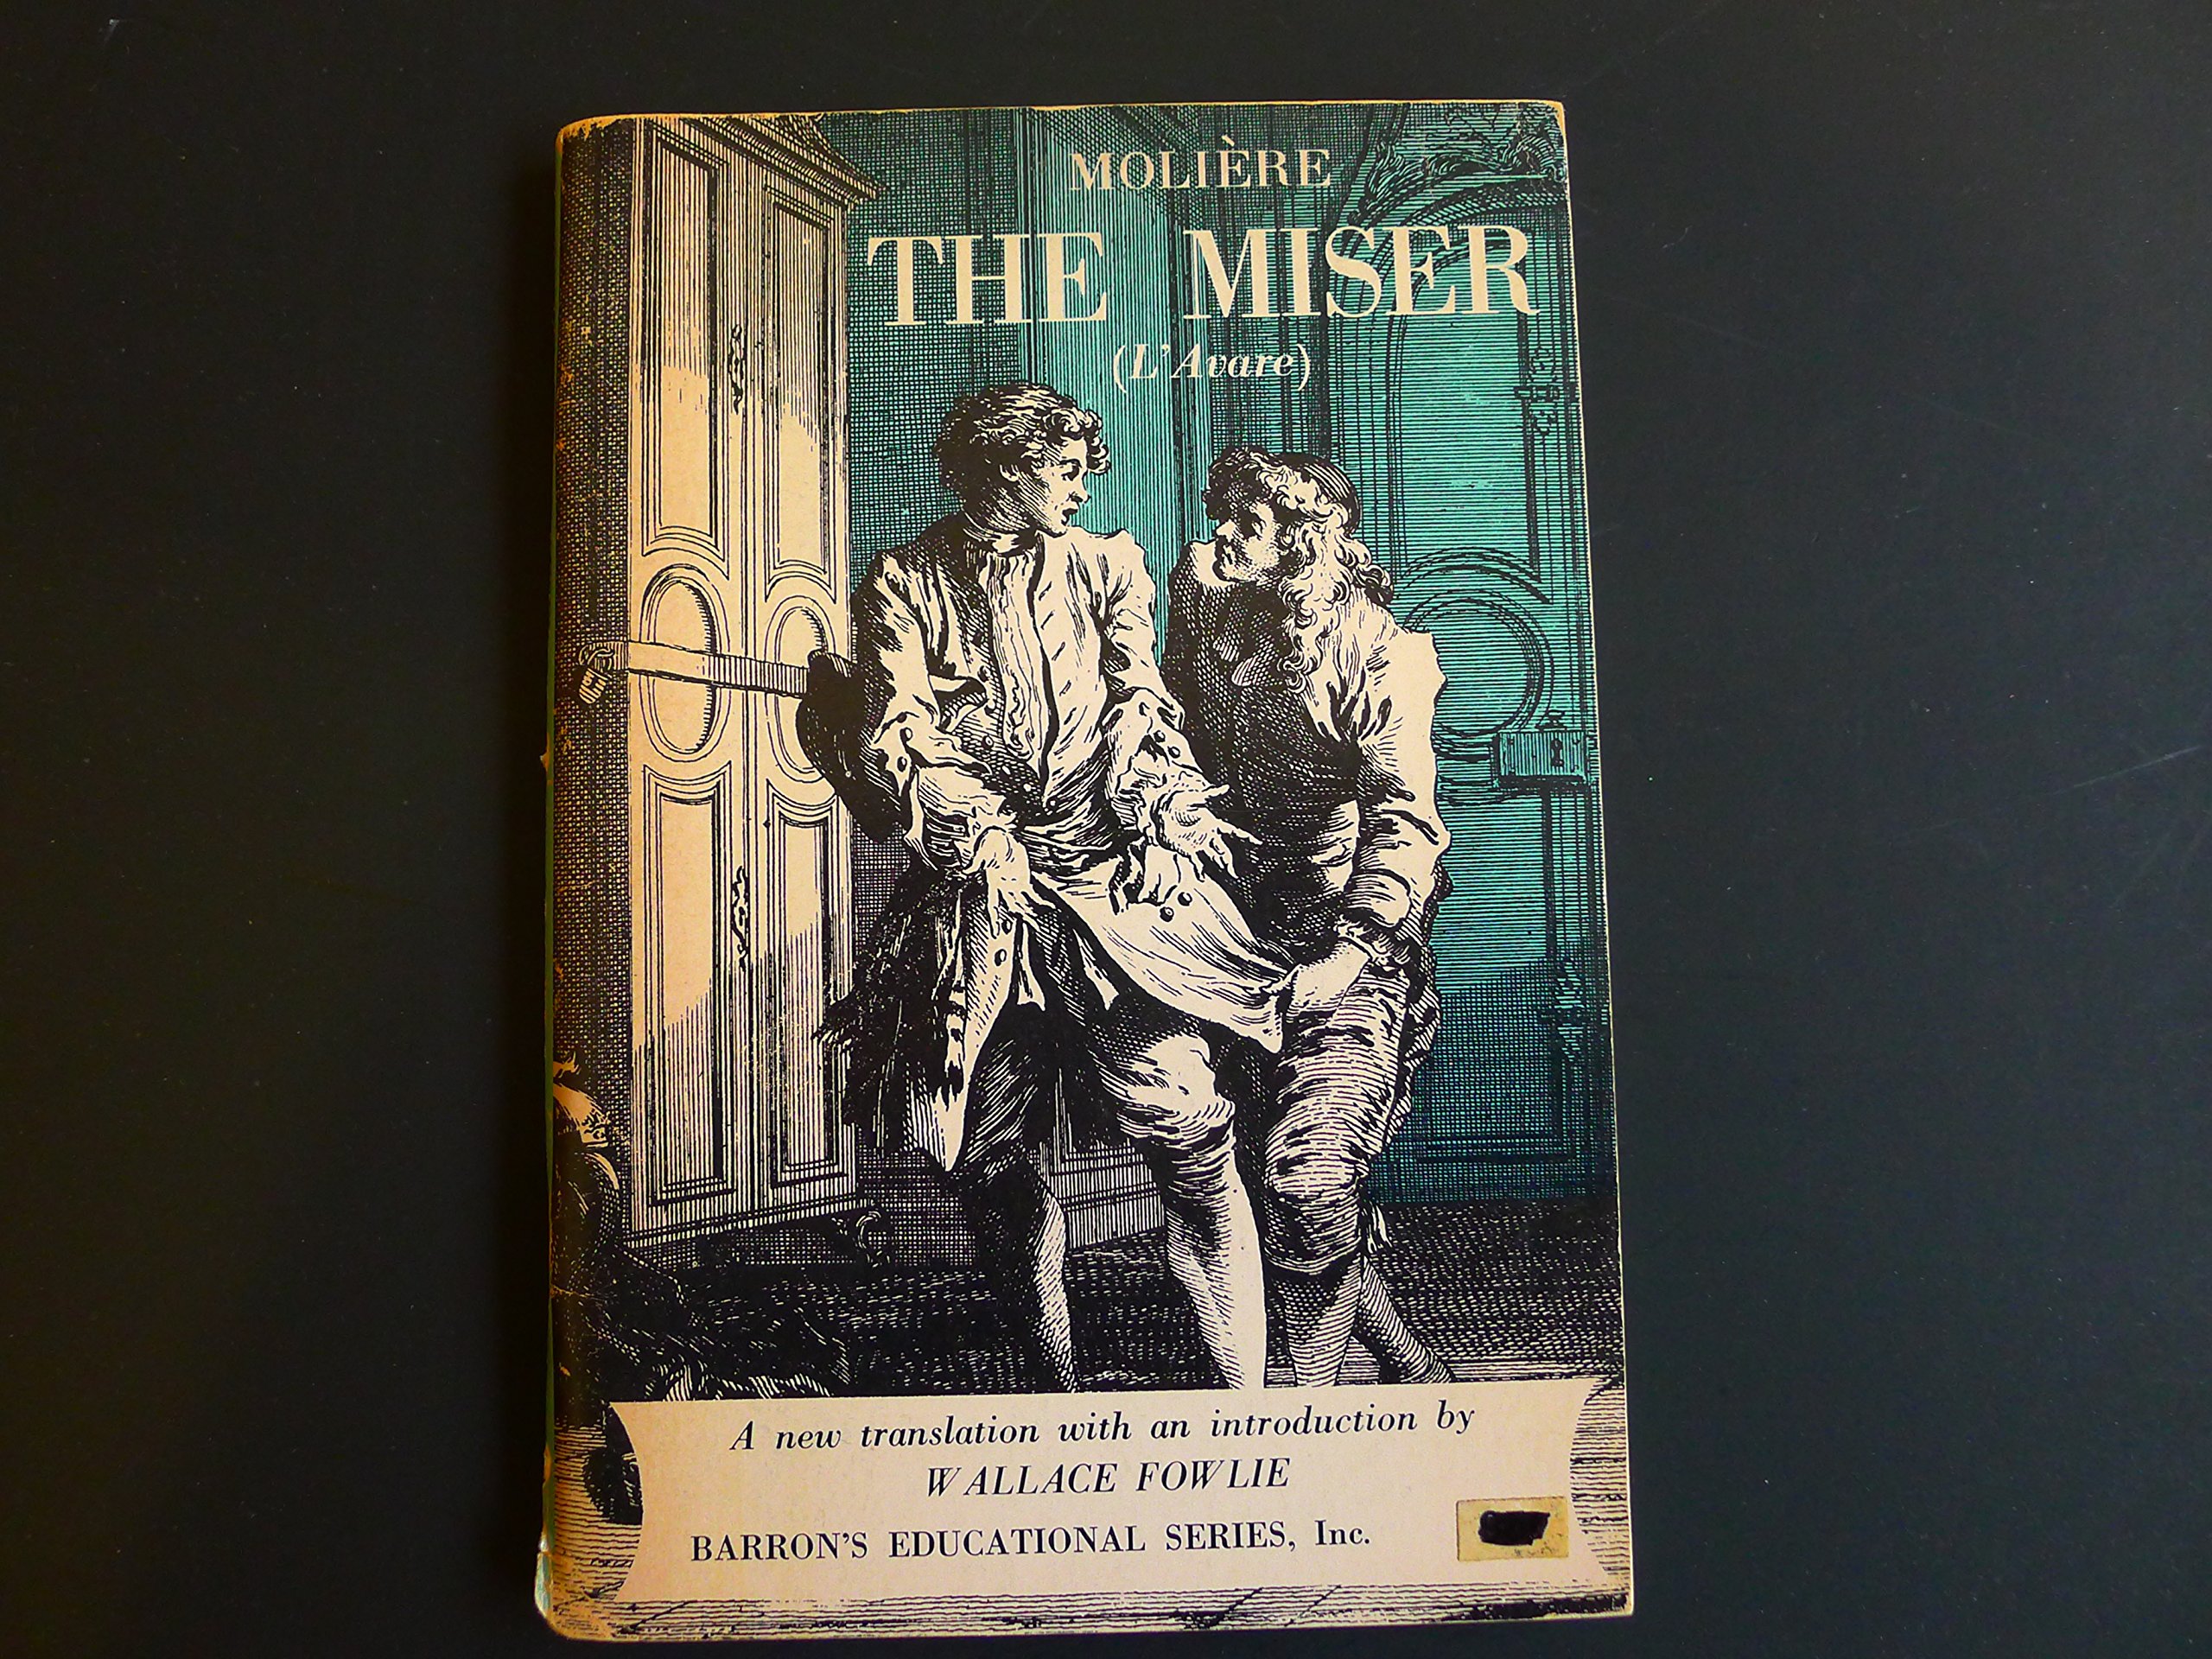 MOLIÈRE
THE MISER
(L'Avare)
A new translation with an introduction by
WALLACE FOWLIE
BARRON'S EDUCATIONAL SERIES, Inc.